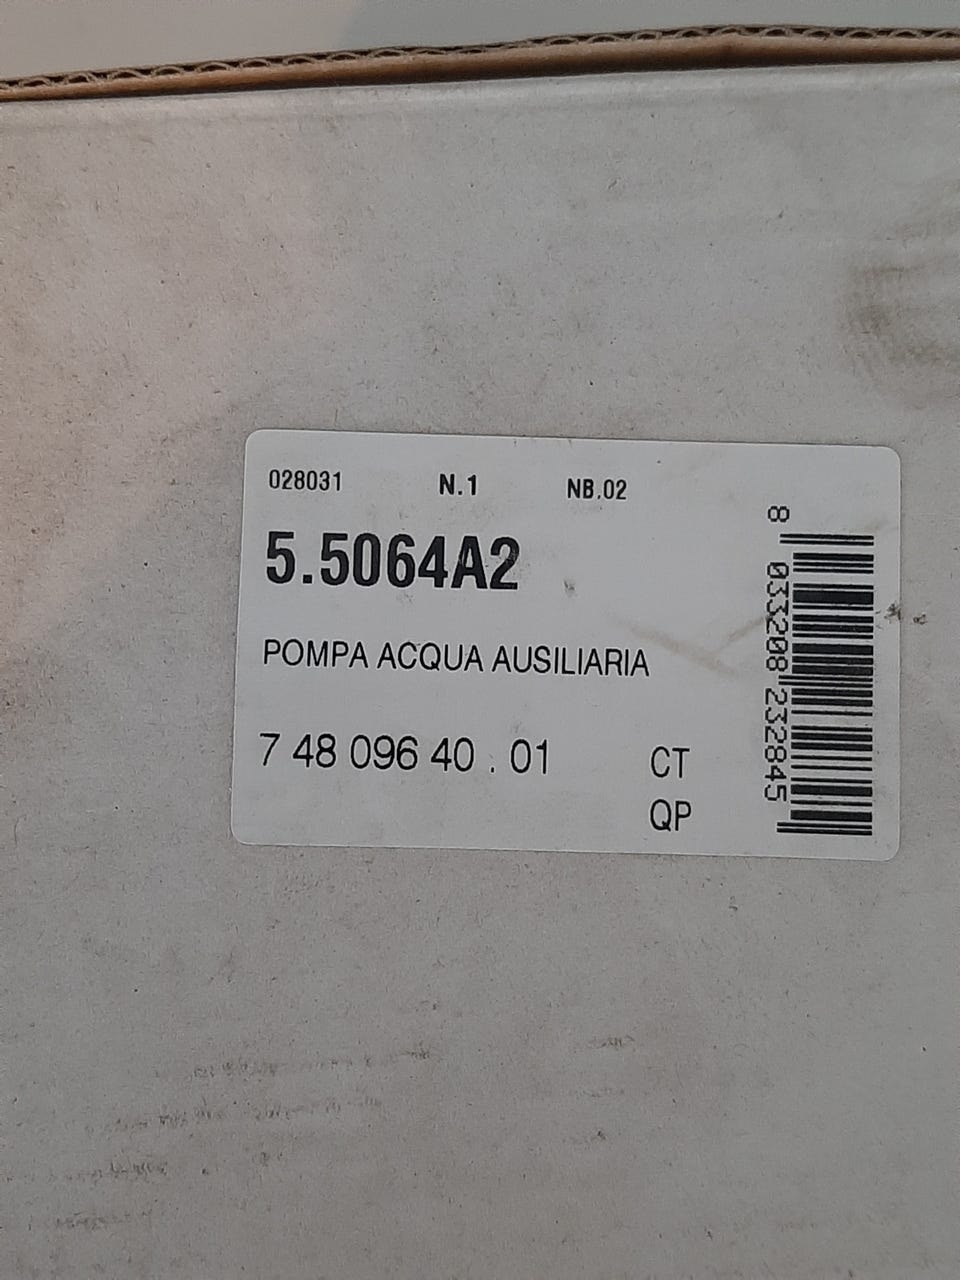 028031 N.1 NB.02
5.5064A2
POMPA ACQUA AUSILIARIA
7 48 096 40 . 01 CT
QP
8 033208 232845